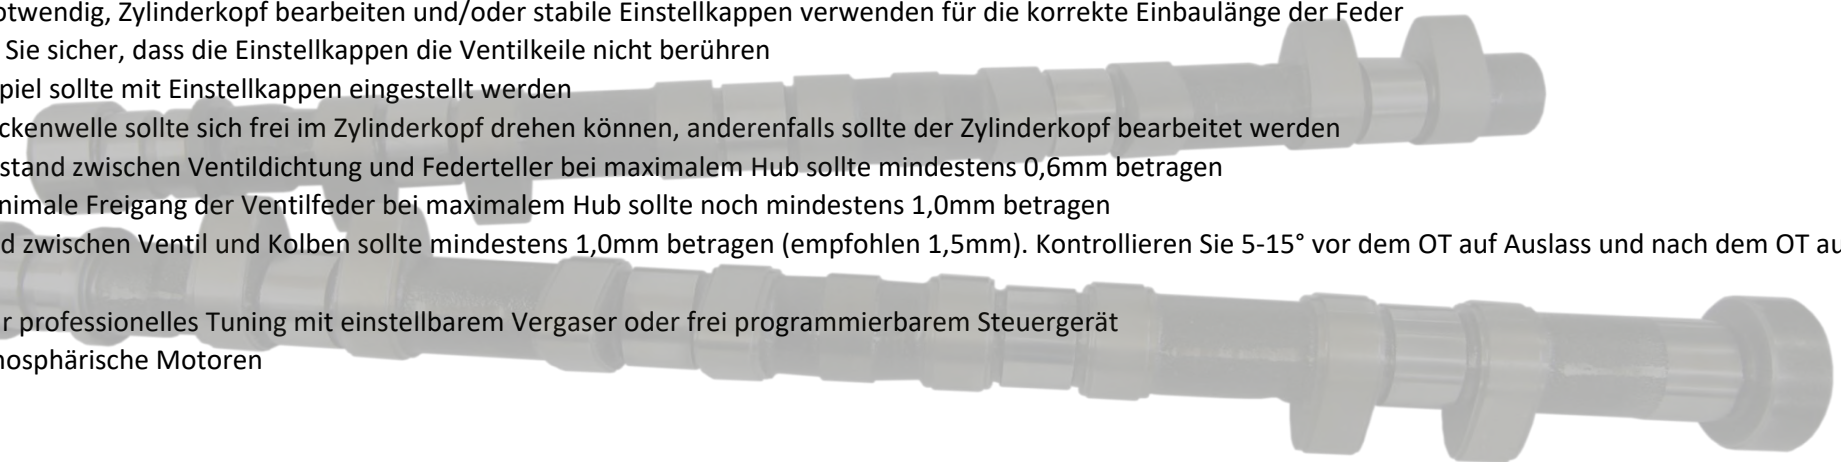 otwendig, Zylinderkopf bearbeiten und/oder stabile Einstellkappen verwenden für die korrekte Einbaulänge der Feder
Sie sicher, dass die Einstellkappen die Ventilkeile nicht berühren
piel sollte mit Einstellkappen eingestellt werden
ckenwelle sollte sich frei im Zylinderkopf drehen können, anderenfalls sollte der Zylinderkopf bearbeitet werden
stand zwischen Ventildichtung und Federteller bei maximalem Hub sollte mindestens 0,6mm betragen
nimale Freigang der Ventilfeder bei maximalem Hub sollte noch mindestens 1,0mm betragen
d zwischen Ventil und Kolben sollte mindestens 1,0mm betragen (empfohlen 1,5mm). Kontrollieren Sie 5-15° vor dem OT auf Auslass und nach dem OT au
r professionelles Tuning mit einstellbarem Vergaser oder frei programmierbarem Steuergerät
mosphärische Motoren